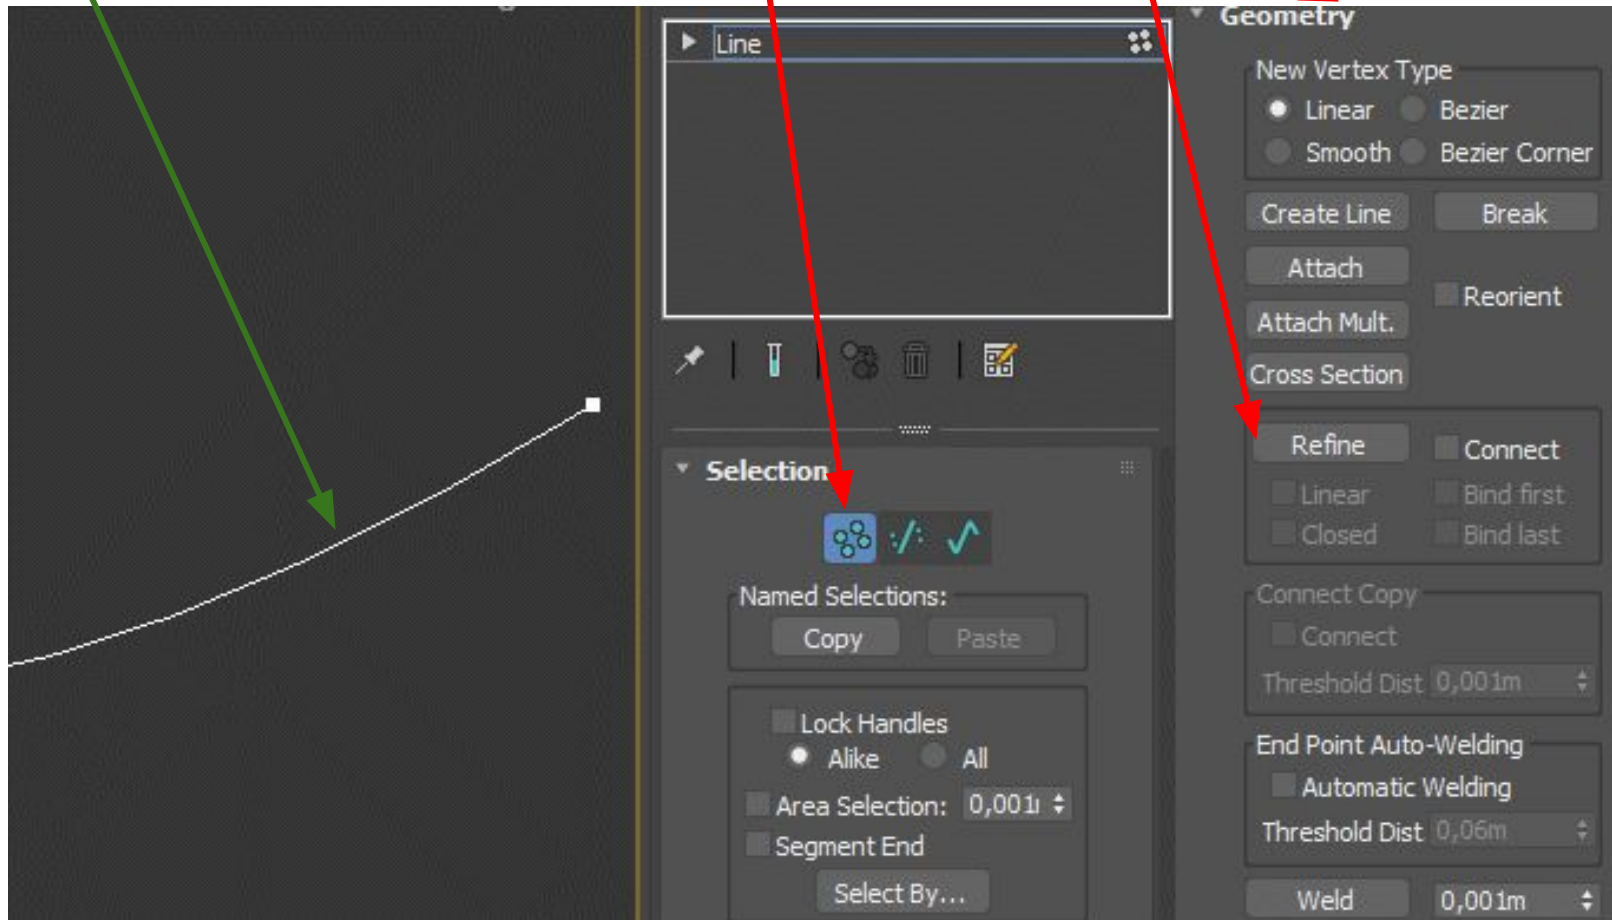 Line
Selection
Named Selections:
Copy Paste
Lock Handles
Alike All
Area Selection:
Segment End
Select By...
Geometry
New Vertex Type
Linear Bezier
Smooth Bezier Corner
Create Line Break
Attach
Reorient
Attach Mult.
Cross Section
Refine Connect
Linear Bind first
Closed Bind last
Connect Copy
Connect
Threshold Dist 0,001m
End Point Auto-Welding
Automatic Welding
Threshold Dist 0,06m
Weld 0,001m